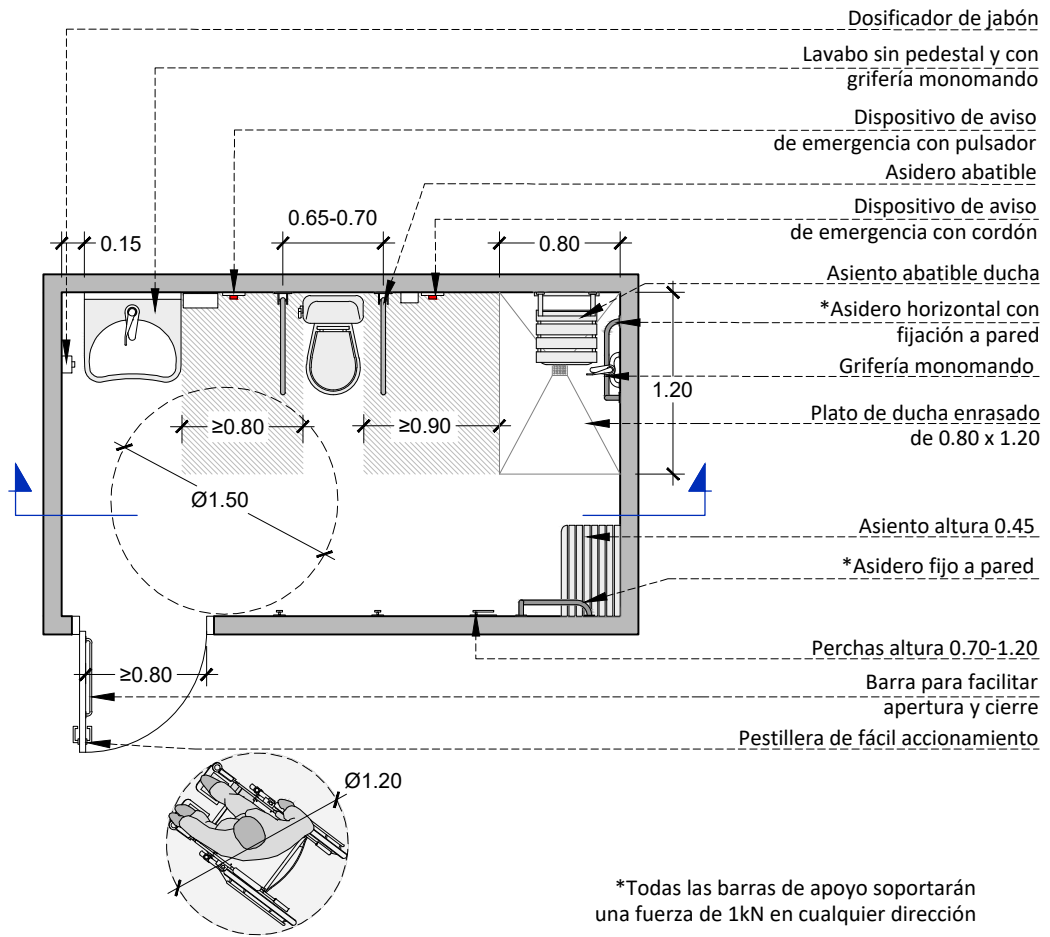 Dosificador de jabón
Lavabo sin pedestal y con
grifería monomando
Dispositivo de aviso
de emergencia con pulsador
Asidero abatible
Dispositivo de aviso
de emergencia con cordón
0.15
0.65-0.70
0.80
Asiento abatible ducha
*Asidero horizontal con
fijación a pared
Grifería monomando
1.20
Plato de ducha enrasado
de 0.80 x 1.20
≥0.80
≥0.90
Ø1.50
Asiento altura 0.45
*Asidero fijo a pared
Perchas altura 0.70-1.20
≥0.80
Barra para facilitar
apertura y cierre
Pestillera de fácil accionamiento
Ø1.20
*Todas las barras de apoyo soportarán
una fuerza de 1kN en cualquier dirección